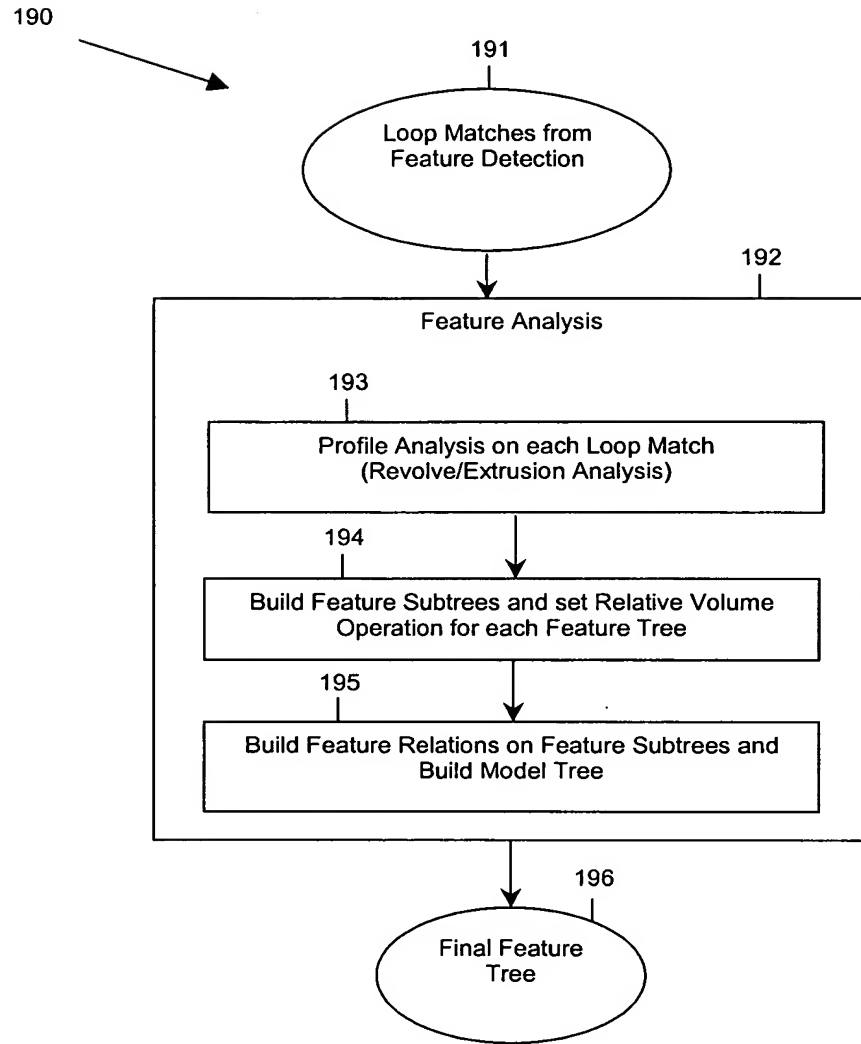 190
191
Loop Matches from
Feature Detection
192
Feature Analysis
193
Profile Analysis on each Loop Match
(Revolve/Extrusion Analysis)
194
Build Feature Subtrees and set Relative Volume
Operation for each Feature Tree
195
Build Feature Relations on Feature Subtrees and
Build Model Tree
196
Final Feature
Tree